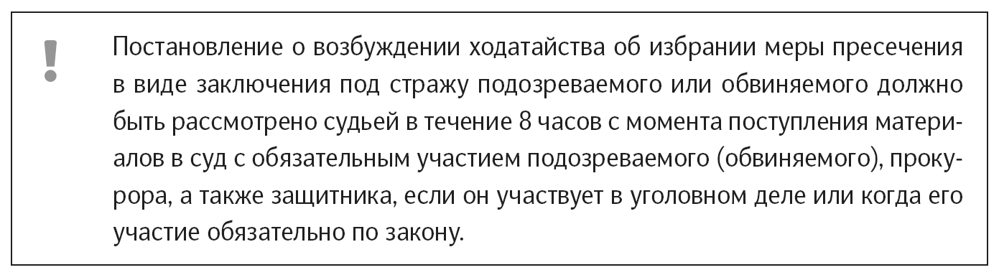 Постановление о возбуждении ходатайства об избрании меры пресечения
в виде заключения под стражу подозреваемого или обвиняемого должно
быть рассмотрено судьей в течение 8 часов с момента поступления матери-
алов в суд с обязательным участием подозреваемого (обвиняемого), проку-
рора, а также защитника, если он участвует в уголовном деле или когда его
участие обязательно по закону.